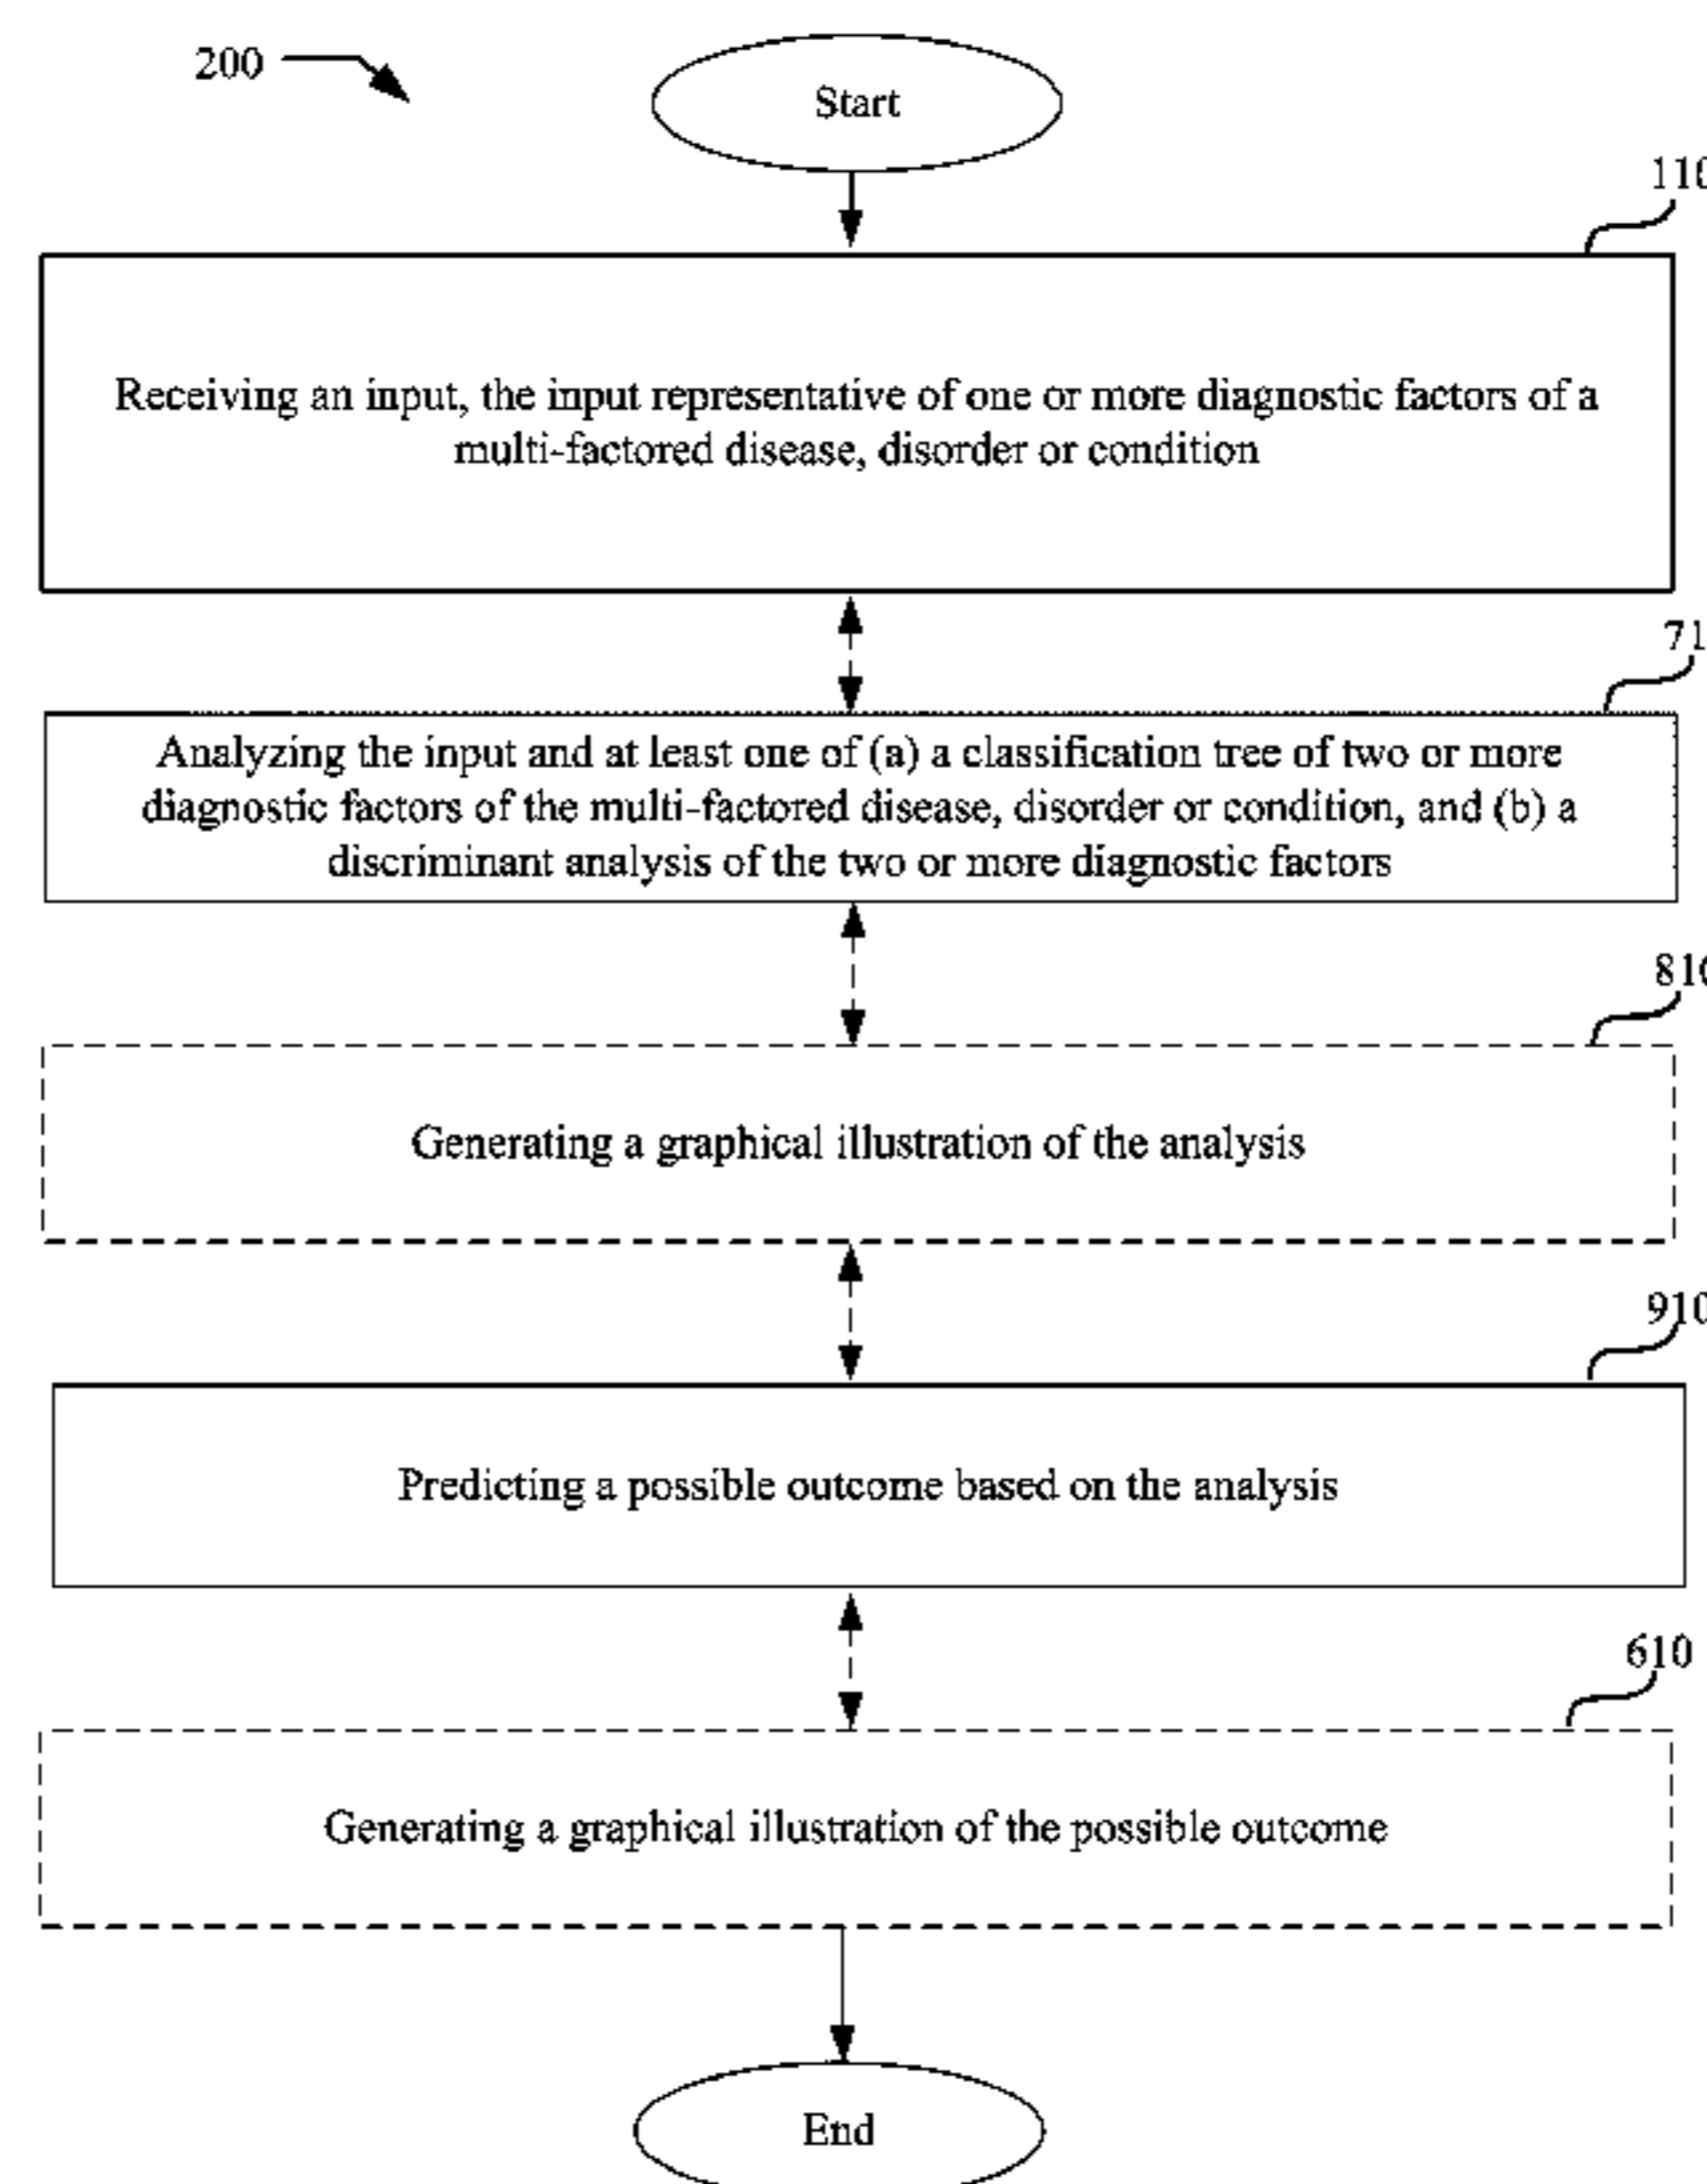 200
Start
110
Receiving an input, the input representative of one or more diagnostic factors of a
multi-factored disease, disorder or condition
71
Analyzing the input and at least one of (a) a classification tree of two or more
diagnostic factors of the multi-factored disease, disorder or condition, and (b) a
discriminant analysis of the two or more diagnostic factors
810
Generating a graphical illustration of the analysis
910
Predicting a possible outcome based on the analysis
610
Generating a graphical illustration of the possible outcome
End